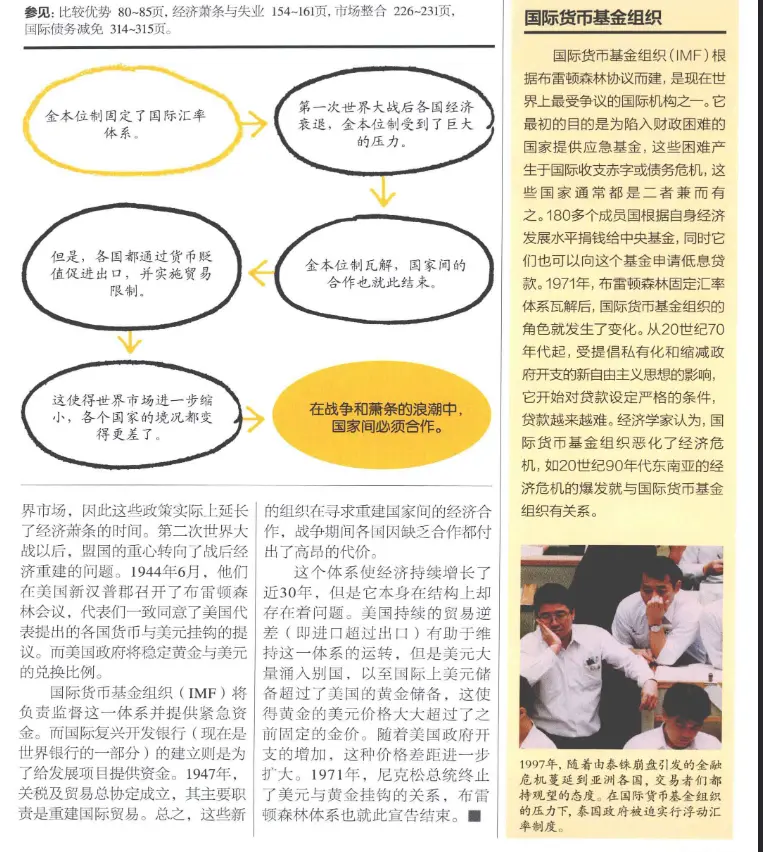 参见: 比较优势 80~85页, 经济萧条与失业 154~161页, 市场整合 226~231页,
国际债务减免 314~315页。
金本位制固定了国际汇率
体系。
第一次世界大战后各国经济
衰退，金本位制受到了巨大
的压力。
但是，各国都通过货币贬
值促进出口，并实施贸易
限制。
金本位制瓦解，国家间的
合作也就此结束。
这使得世界市场进一步缩
小，各个国家的境况都变
得更差了。
在战争和萧条的浪潮中，
国家间必须合作。
界市场，因此这些政策实际上延长
了经济萧条的时间。第二次世界大
战以后，盟国的重心转向了战后经
济重建的问题。1944年6月，他们
在美国新汉普郡召开了布雷顿森
林会议，代表们一致同意了美国代
表提出的各国货币与美元挂钩的提
议。而美国政府将稳定黄金与美元
的兑换比例。
国际货币基金组织（IMF）将
负责监督这一体系并提供紧急资
金。而国际复兴开发银行（现在是
世界银行的一部分）的建立则是为
了给发展项目提供资金。1947年，
关税及贸易总协定成立，其主要职
责是重建国际贸易。总之，这些新
的组织在寻求重建国家间的经济合
作，战争期间各国因缺乏合作都付
出了高昂的代价。
这个体系使经济持续增长了
近30年，但是它本身在结构上却
存在着问题。美国持续的贸易逆
差（即进口超过出口）有助于维
持这一体系的运转，但是美元大
量涌入别国，以至国际上美元储
备超过了美国的黄金储备，这使
得黄金的美元价格大大超过了之
前固定的金价。随着美国政府开
支的增加，这种价格差距进一步
扩大。1971年，尼克松总统终止
了美元与黄金挂钩的关系，布雷
顿森林体系也就此宣告结束。■
国际货币基金组织
国际货币基金组织（IMF）根
据布雷顿森林协议而建，是现在世
界上最受争议的国际机构之一。它
最初的目的是为陷入财政困难的
国家提供应急基金，这些困难产
生于国际收支赤字或债务危机，这
些国家通常都是二者兼而有
之。180多个成员国根据自身经济
发展水平捐钱给中央基金，同时它
们也可以向这个基金申请低息贷
款。1971年，布雷顿森林固定汇率
体系瓦解后，国际货币基金组织的
角色就发生了变化。从20世纪70
年代起，受提倡私有化和缩减政
府开支的新自由主义思想的影响，
它开始对贷款设定严格的条件，
贷款越来越难。经济学家认为，国
际货币基金组织恶化了经济危
机，如20世纪90年代东南亚的经
济危机的爆发就与国际货币基金
组织有关系。
1997年，随着由泰铢崩盘引发的金融
危机蔓延到亚洲各国，交易者们都
持观望的态度。在国际货币基金组织
的压力下，泰国政府被迫实行浮动汇
率制度。